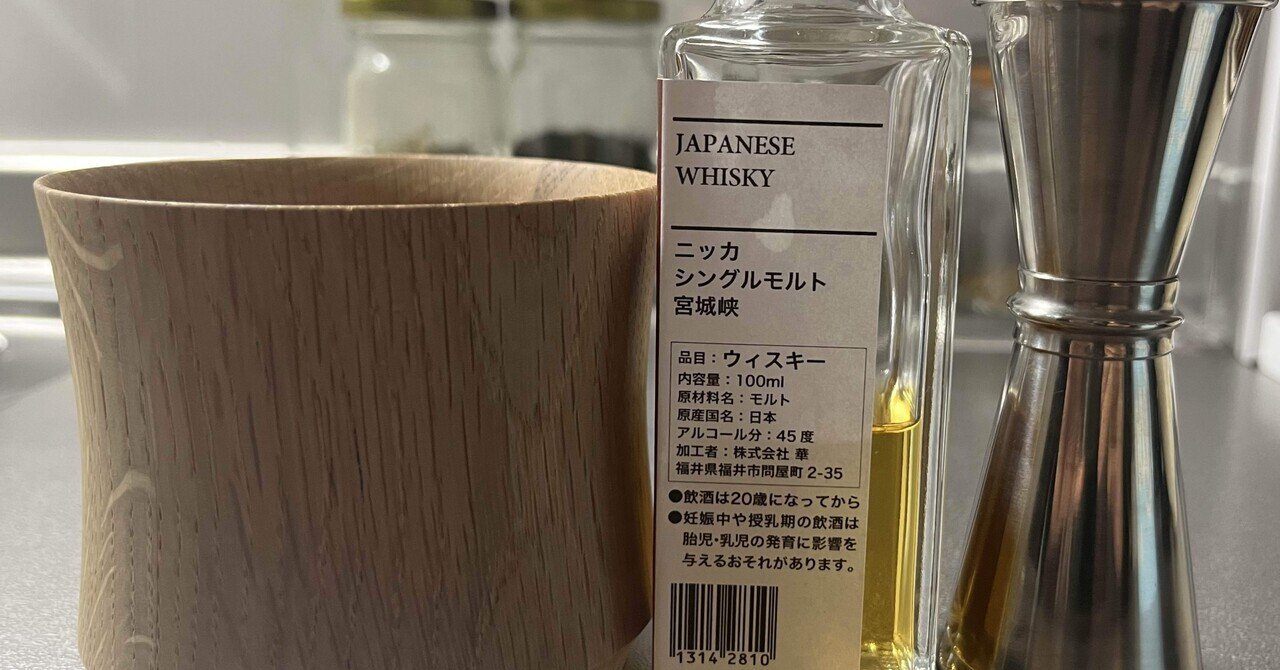 JAPANESE
WHISKY
ニッカ
シングルモルト
宮城峡
品目：ウィスキー
内容量：100ml
原材料名：モルト
原産国名：日本
アルコール分：45度
加工者：株式会社 華
福井県福井市問屋町2-35
●飲酒は20歳になってから
●妊娠中や授乳期の飲酒は
胎児・乳児の発育に影響を
与えるおそれがあります。
1314 2810